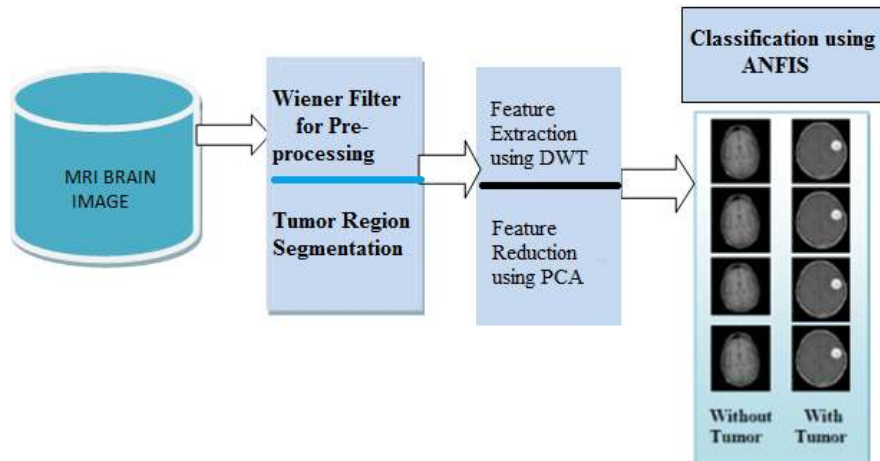 MRI BRAIN
IMAGE
Wiener Filter
for Pre-
processing
Tumor Region
Segmentation
Feature
Extraction
using DWT
Feature
Reduction
using PCA
Classification using
ANFIS
Without
Tumor
With
Tumor